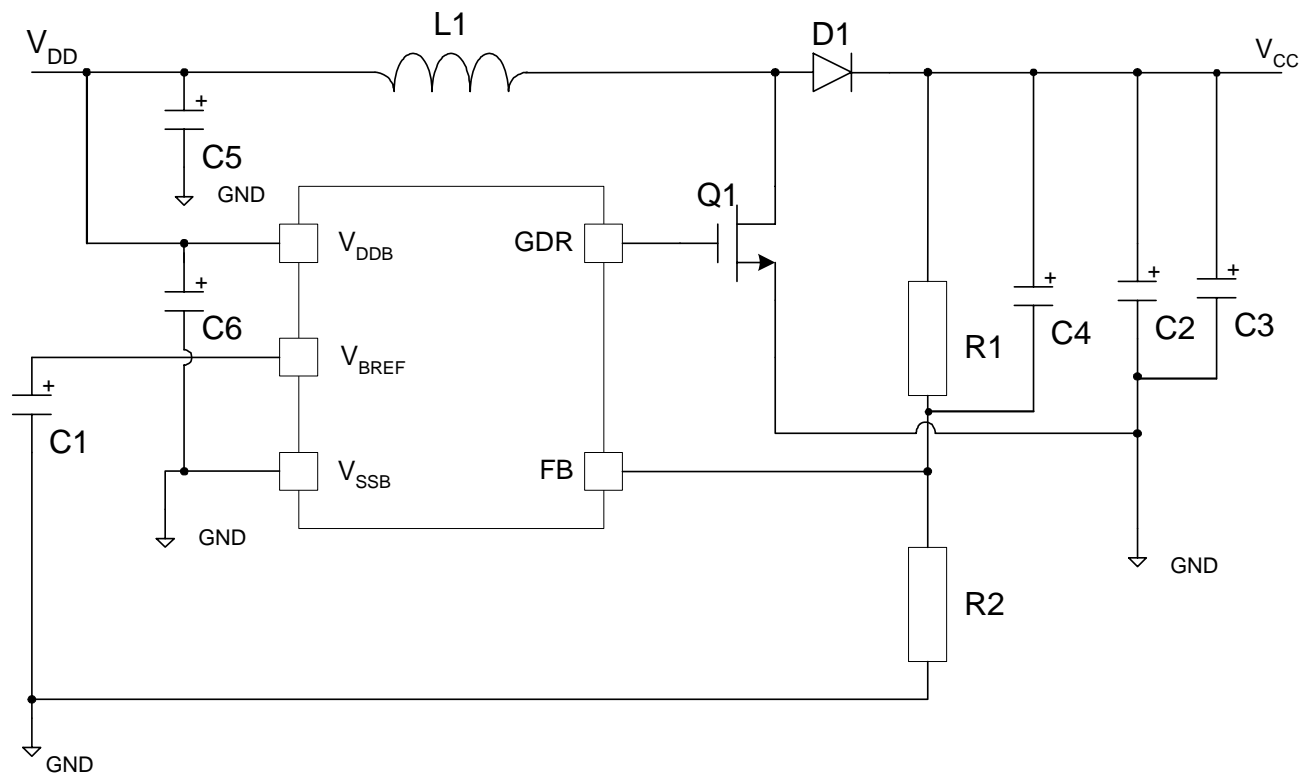 L1
D1
VDD
VCC
+
C5
GND
Q1
VDDB
GDR
+
C6
+
C4
+
C2
+
C3
R1
VBREF
+
C1
VSSB
FB
GND
GND
R2
GND